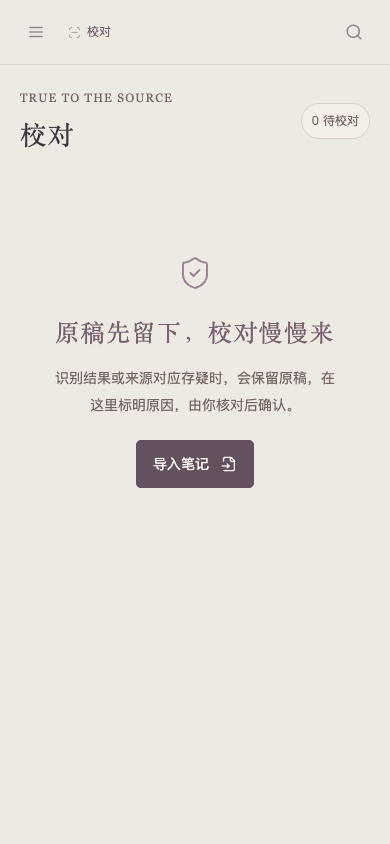 校对
TRUE TO THE SOURCE
校对
0 待校对
原稿先留下，校对慢慢来
识别结果或来源对应存疑时，会保留原稿，在
这里标明原因，由你核对后确认。
导入笔记